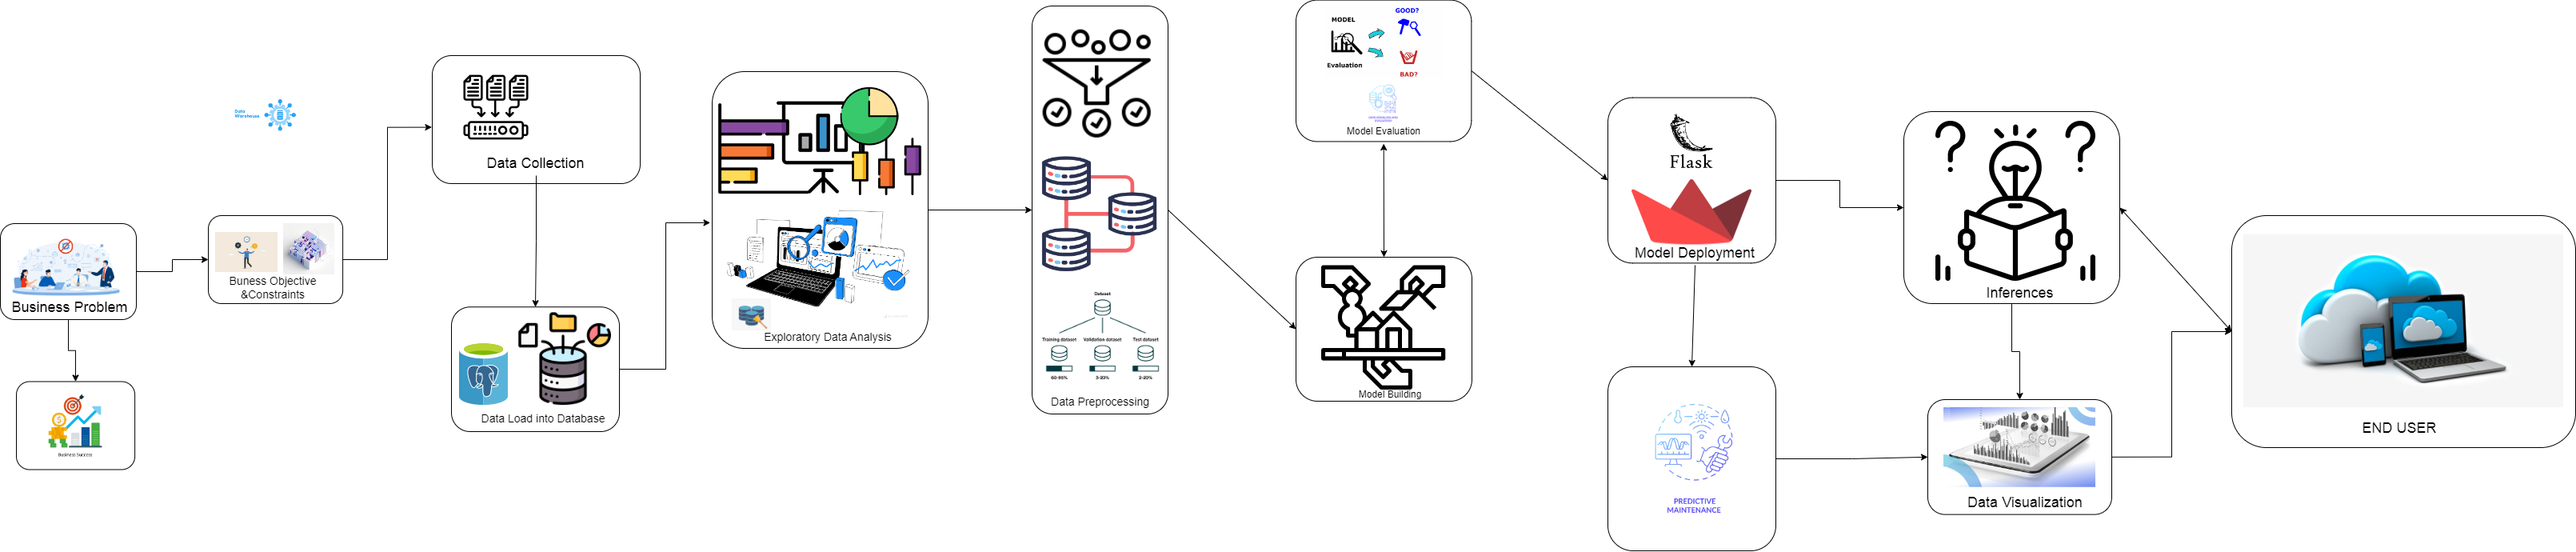 Data
Warehouse
Business Problem
Business Success
Buness Objective
&Constraints
Data Collection
Data Load into Database
Exploratory Data Analysis
Dataset
Training dataset
Validation dataset
Test dataset
60-80%
3-20%
2-20%
Data Preprocessing
MODEL
Evaluation
GOOD?
BAD?
Model Evaluation
Model Building
Flask
Model Deployment
PREDICTIVE
MAINTENANCE
Inferences
Data Visualization
END USER